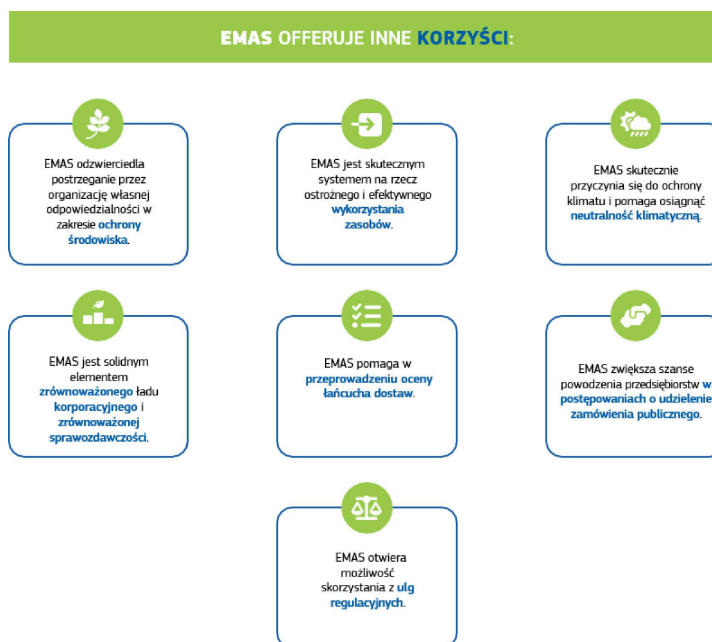 EMAS OFFERUJE INNE KORZYŚCI:
EMAS odzwierciedla
postrzeganie przez
organizację własnej
odpowiedzialności w
zakresie ochrony
środowiska.
EMAS jest skutecznym
systemem na rzecz
ostrożnego i efektywnego
wykorzystania
zasobów.
EMAS skutecznie
przyczynia się do ochrony
klimatu i pomaga osiągnąć
neutralność klimatyczną.
EMAS jest solidnym
elementem
zrównoważonego ładu
korporacyjnego i
zrównoważonej
sprawozdawczości.
EMAS pomaga w
przeprowadzeniu oceny
łańcucha dostaw.
EMAS zwiększa szanse
powodzenia przedsiębiorstw w
postępowaniach o udzielenie
zamówienia publicznego.
EMAS otwiera
możliwość
skorzystania z ulg
regulacyjnych.